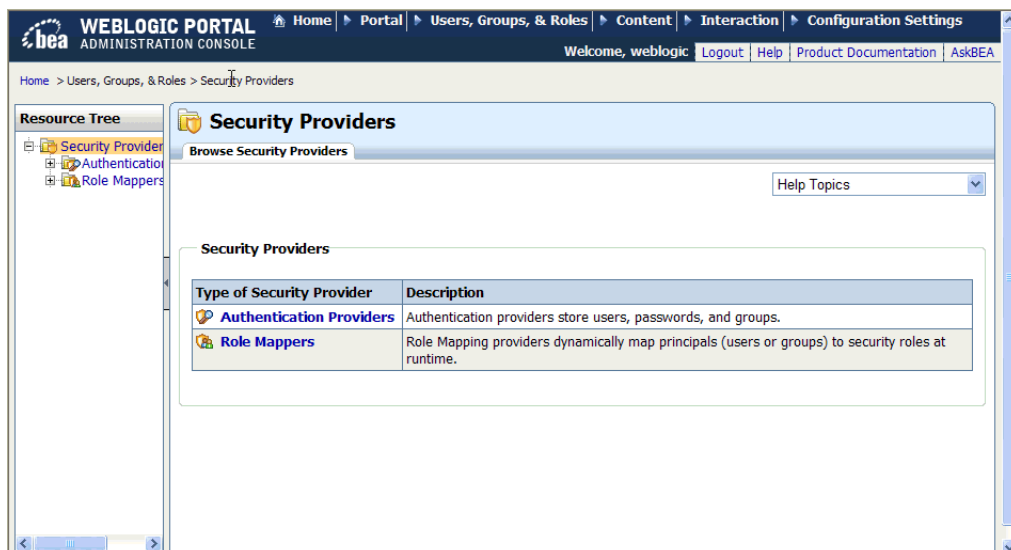 bea WEBLOGIC PORTAL
ADMINISTRATION CONSOLE
Home Portal Users, Groups, & Roles Content Interaction Configuration Settings
Welcome, weblogic Logout Help Product Documentation AskBEA
Home > Users, Groups, & Roles > Security Providers
Resource Tree
Security Provider
Authentication
Role Mappers
Security Providers
Browse Security Providers
Help Topics
Security Providers
Type of Security Provider Description
Authentication Providers Authentication providers store users, passwords, and groups.
Role Mappers Role Mapping providers dynamically map principals (users or groups) to security roles at
runtime.